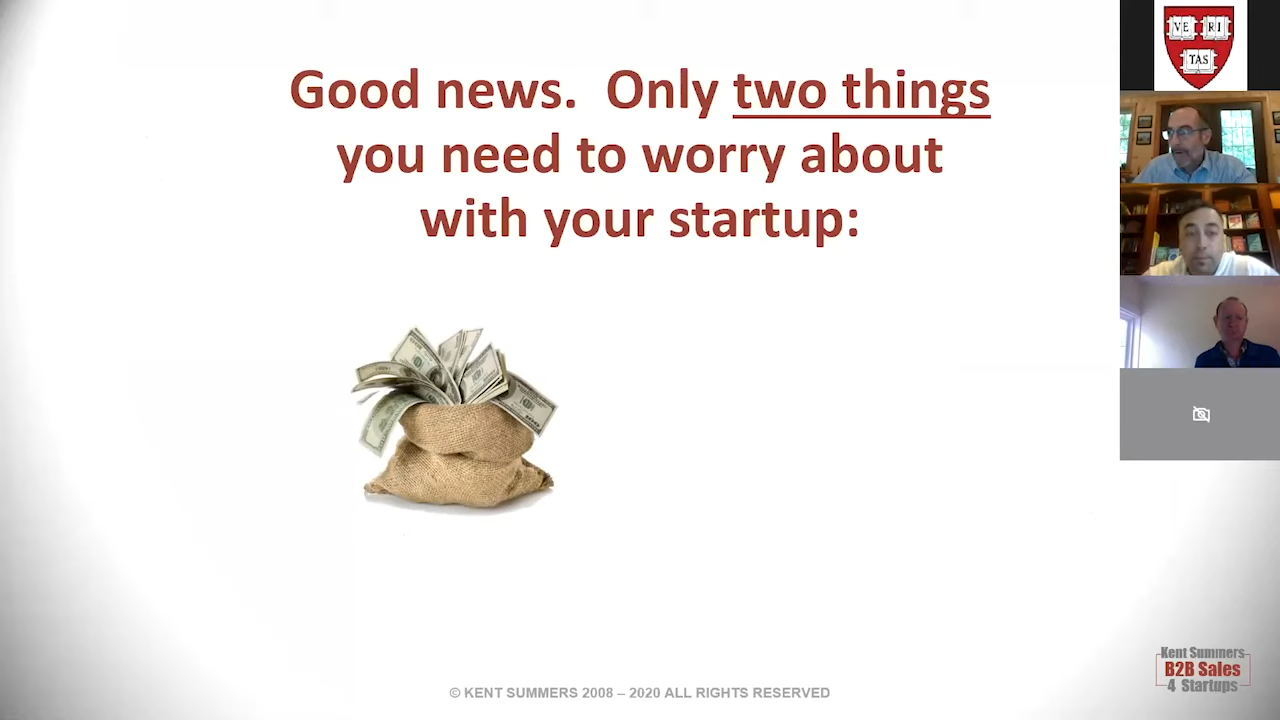 Good news. Only two things
you need to worry about
with your startup:
VE RI
TAS
© KENT SUMMERS 2008 – 2020 ALL RIGHTS RESERVED
Kent Summers
B2B Sales
4 Startups